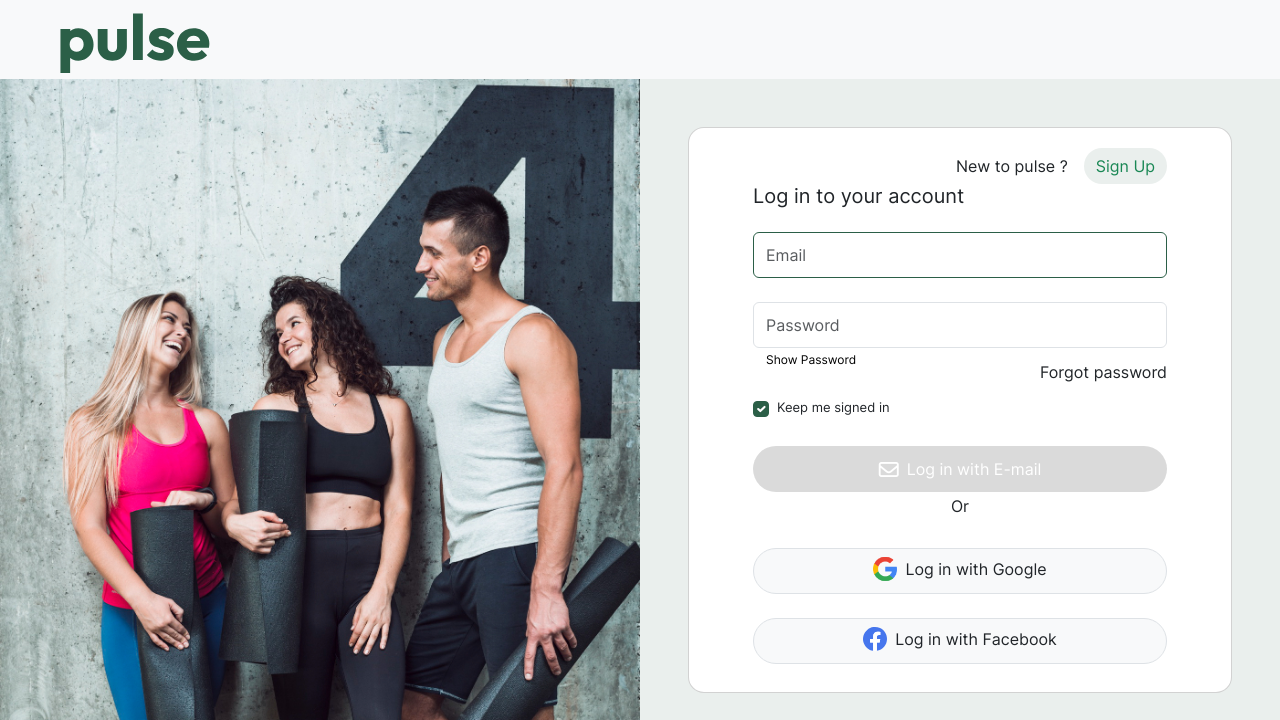 pulse
New to pulse ? Sign Up
Log in to your account
Email
Password
Show Password
Forgot password
Keep me signed in
Log in with E-mail
Or
Log in with Google
Log in with Facebook
4